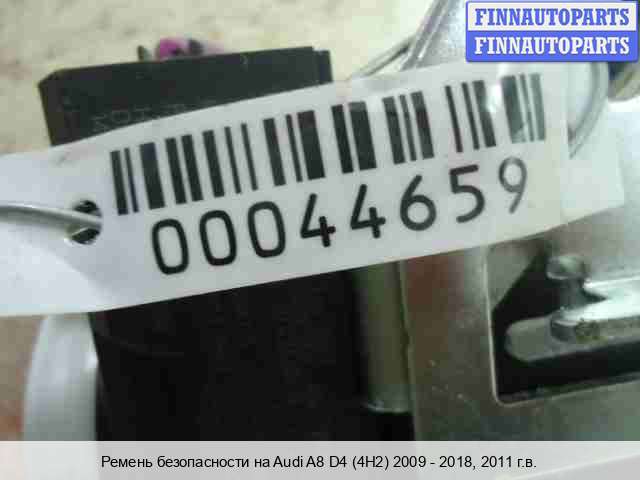 FINNAUTOPARTS
FINNAUTOPARTS
00044659
Ремень безопасности на Audi A8 D4 (4H2) 2009 - 2018, 2011 г.в.